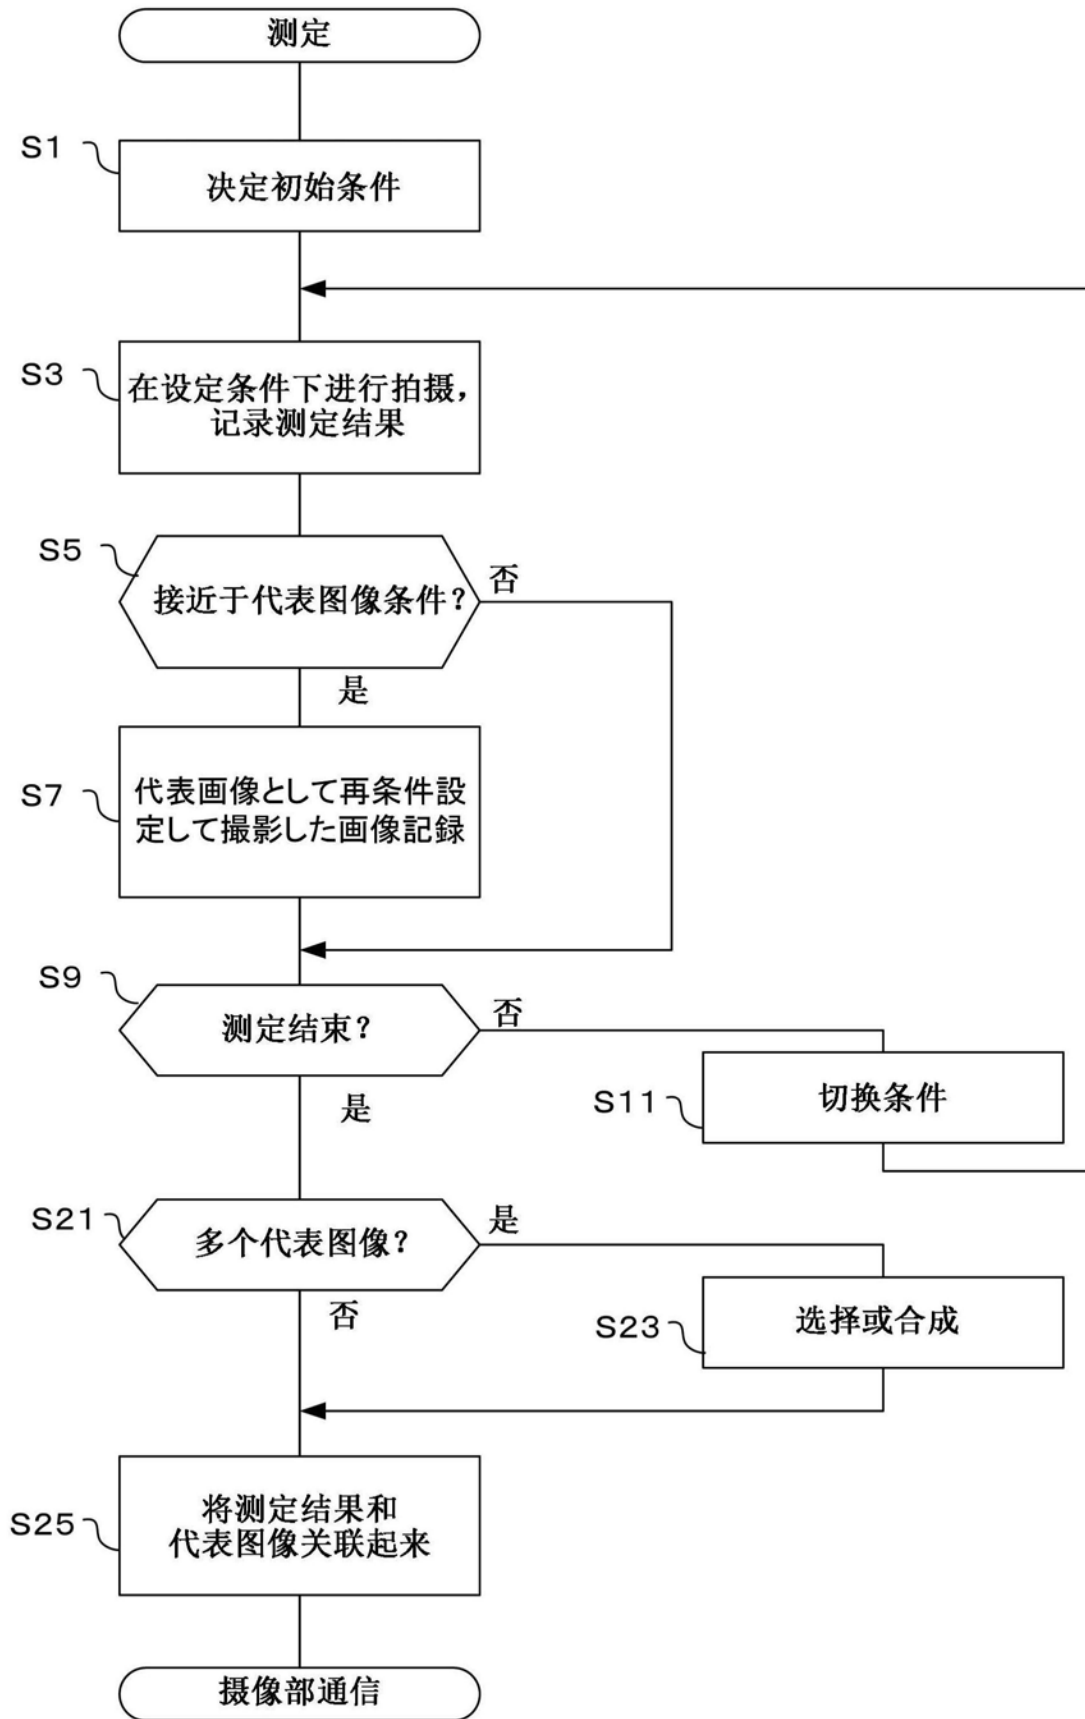 测定
S1
决定初始条件
S3
在设定条件下进行拍摄，
记录测定结果
S5
接近于代表图像条件？
否
是
S7
代表画像として再条件設
定して撮影した画像記録
S9
测定结束？
否
是
S11
切换条件
S21
多个代表图像？
是
否
S23
选择或合成
S25
将测定结果和
代表图像关联起来
摄像部通信